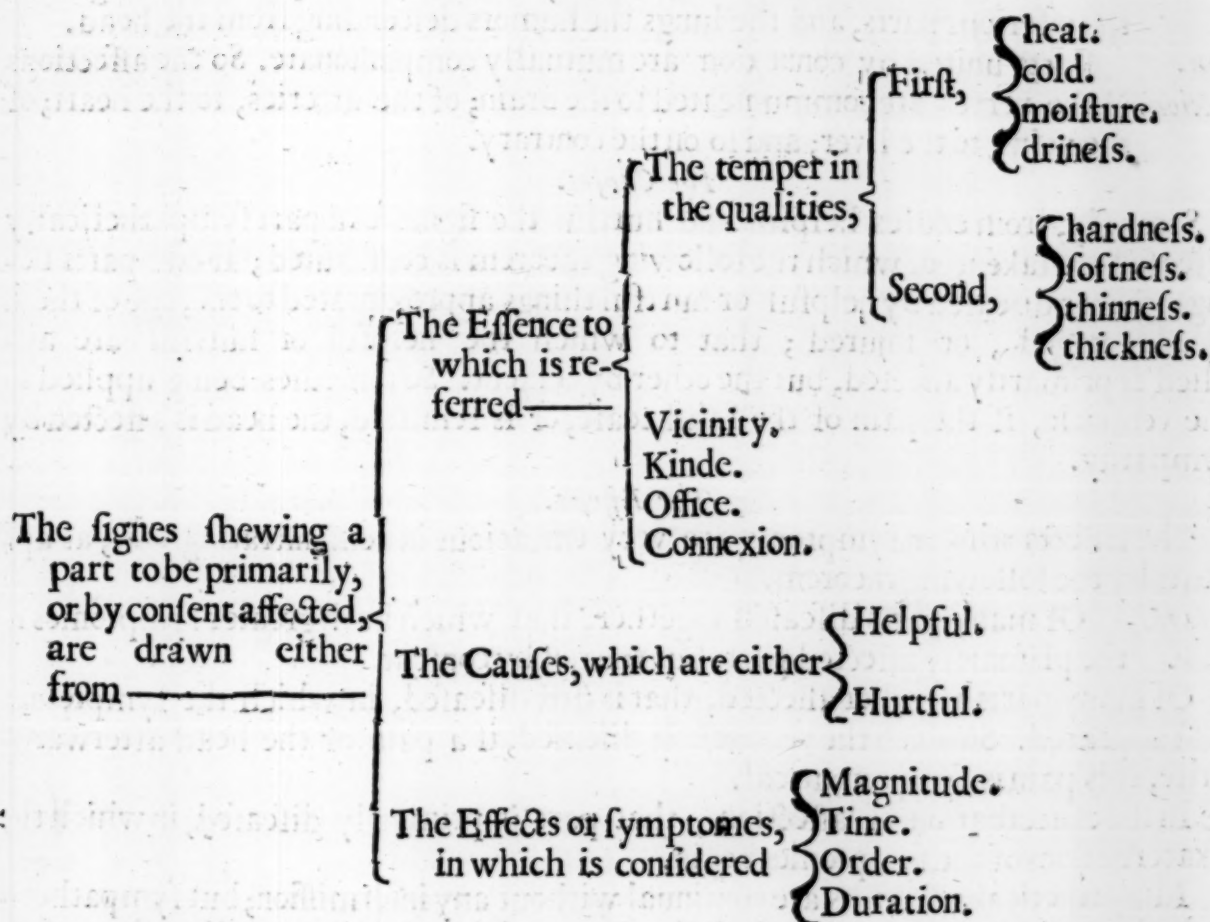 The ſignes ſhewing a
part to be primarily,
or by conſent affected,
are drawn either
from
The Eſſence to
which is re-
ferred
The temper in
the qualities,
Firſt,
heat.
cold.
moiſture.
drineſs.
Second,
hardneſs.
ſoftneſs.
thinneſs.
thickneſs.
Vicinity.
Kinde.
Office.
Connexion.
The Cauſes, which are either
Helpful.
Hurtful.
The Effects or ſymptomes,
in which is conſidered
Magnitude.
Time.
Order.
Duration.